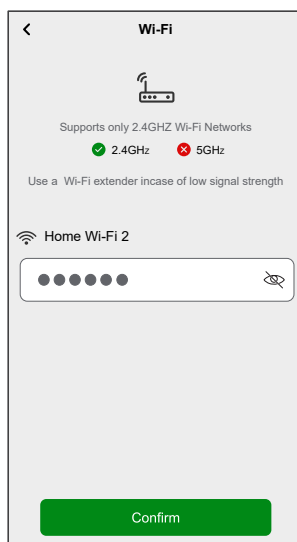 Wi-Fi
Supports only 2.4GHZ Wi-Fi Networks
2.4GHz 5GHz
Use a Wi-Fi extender incase of low signal strength
Home Wi-Fi 2
Confirm